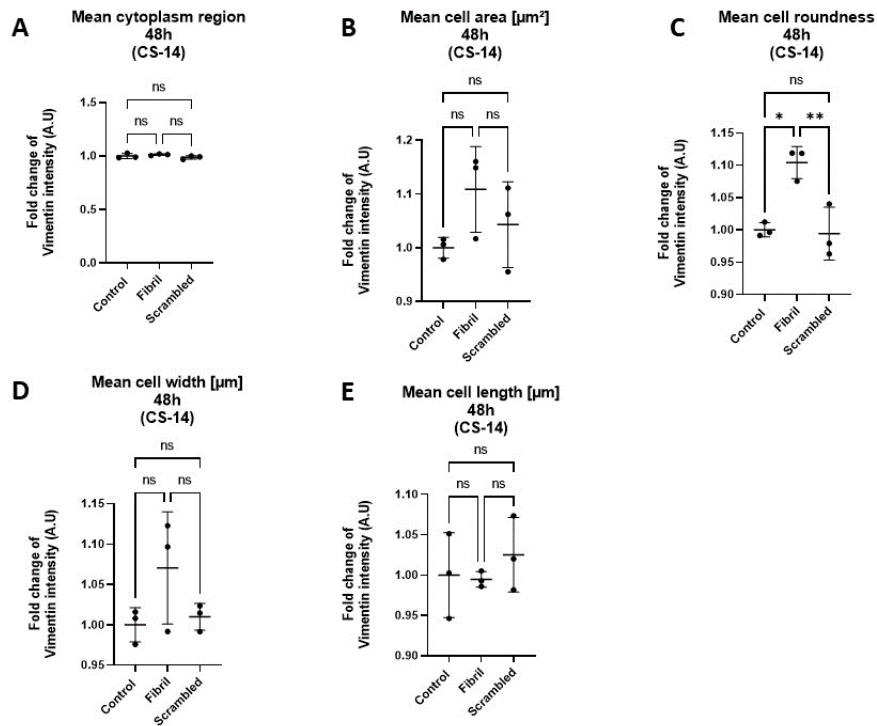 A
Mean cytoplasm region
48h
(CS-14)
ns
ns
ns
Fold change of
Vimentin intensity (A.U)
1.5
1.0
0.5
0.0
Control
Fibril
Scrambled
B
Mean cell area [µm²]
48h
(CS-14)
ns
ns
ns
Fold change of
Vimentin intensity (A.U)
1.2
1.1
1.0
0.9
Control
Fibril
Scrambled
C
Mean cell roundness
48h
(CS-14)
ns
*
**
Fold change of
Vimentin intensity (A.U)
1.15
1.10
1.05
1.00
0.95
0.90
Control
Fibril
Scrambled
D
Mean cell width [µm]
48h
(CS-14)
ns
ns
ns
Fold change of
Vimentin intensity (A.U)
1.15
1.10
1.05
1.00
0.95
Control
Fibril
Scrambled
E
Mean cell length [µm]
48h
(CS-14)
ns
ns
ns
Fold change of
Vimentin intensity (A.U)
1.10
1.05
1.00
0.95
0.90
Control
Fibril
Scrambled